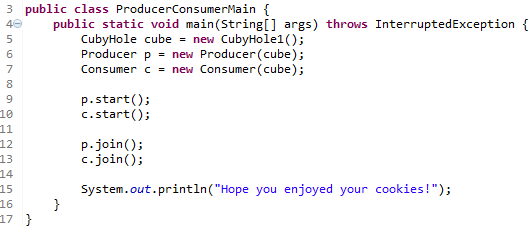 3 public class ProducerConsumerMain {
4 public static void main(String[] args) throws InterruptedException {
5 CubyHole cube = new CubyHole1();
6 Producer p = new Producer(cube);
7 Consumer c = new Consumer(cube);
8
9 p.start();
10 c.start();
11
12 p.join();
13 c.join();
14
15 System.out.println("Hope you enjoyed your cookies!");
16 }
17 }